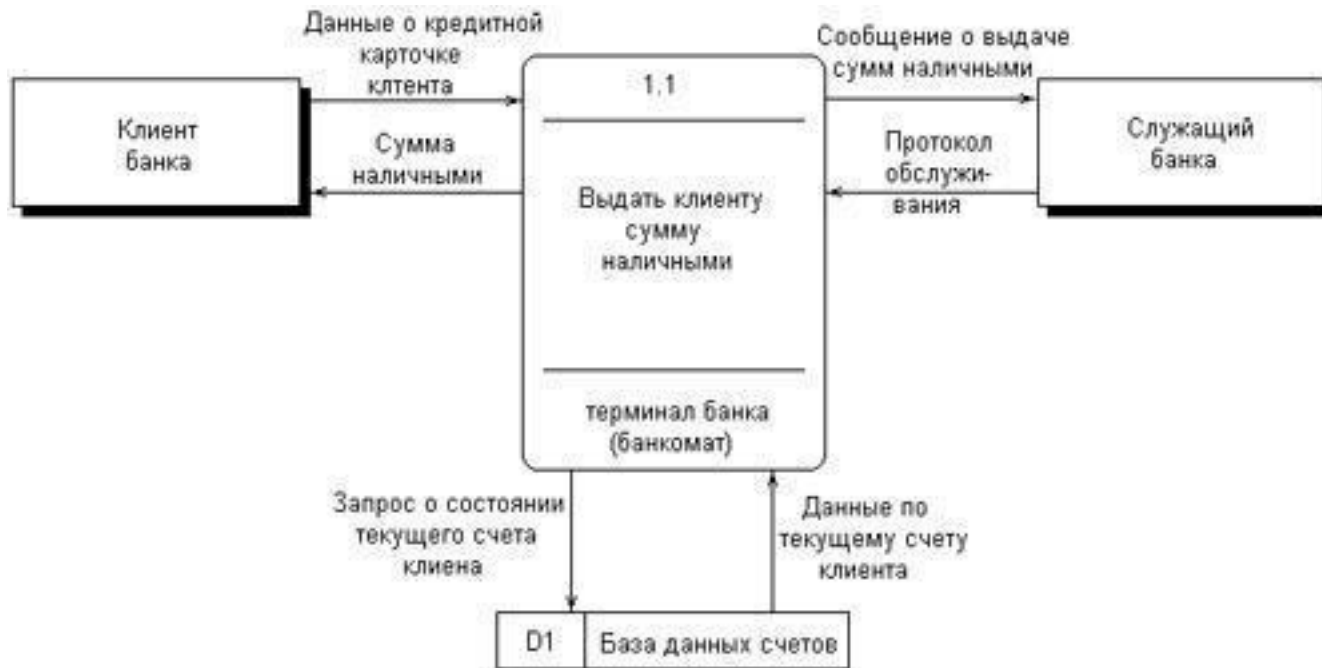 Данные о кредитной
карточке
клтента
Клиент
банка
Сумма
наличными
1.1
Выдать клиенту
сумму
наличными
терминал банка
(банкомат)
Сообщение о выдаче
сумм наличными
Служащий
банка
Протокол
обслужи-
вания
Запрос о состоянии
текущего счета
клиена
Данные по
текущему счету
клиента
D1
База данных счетов